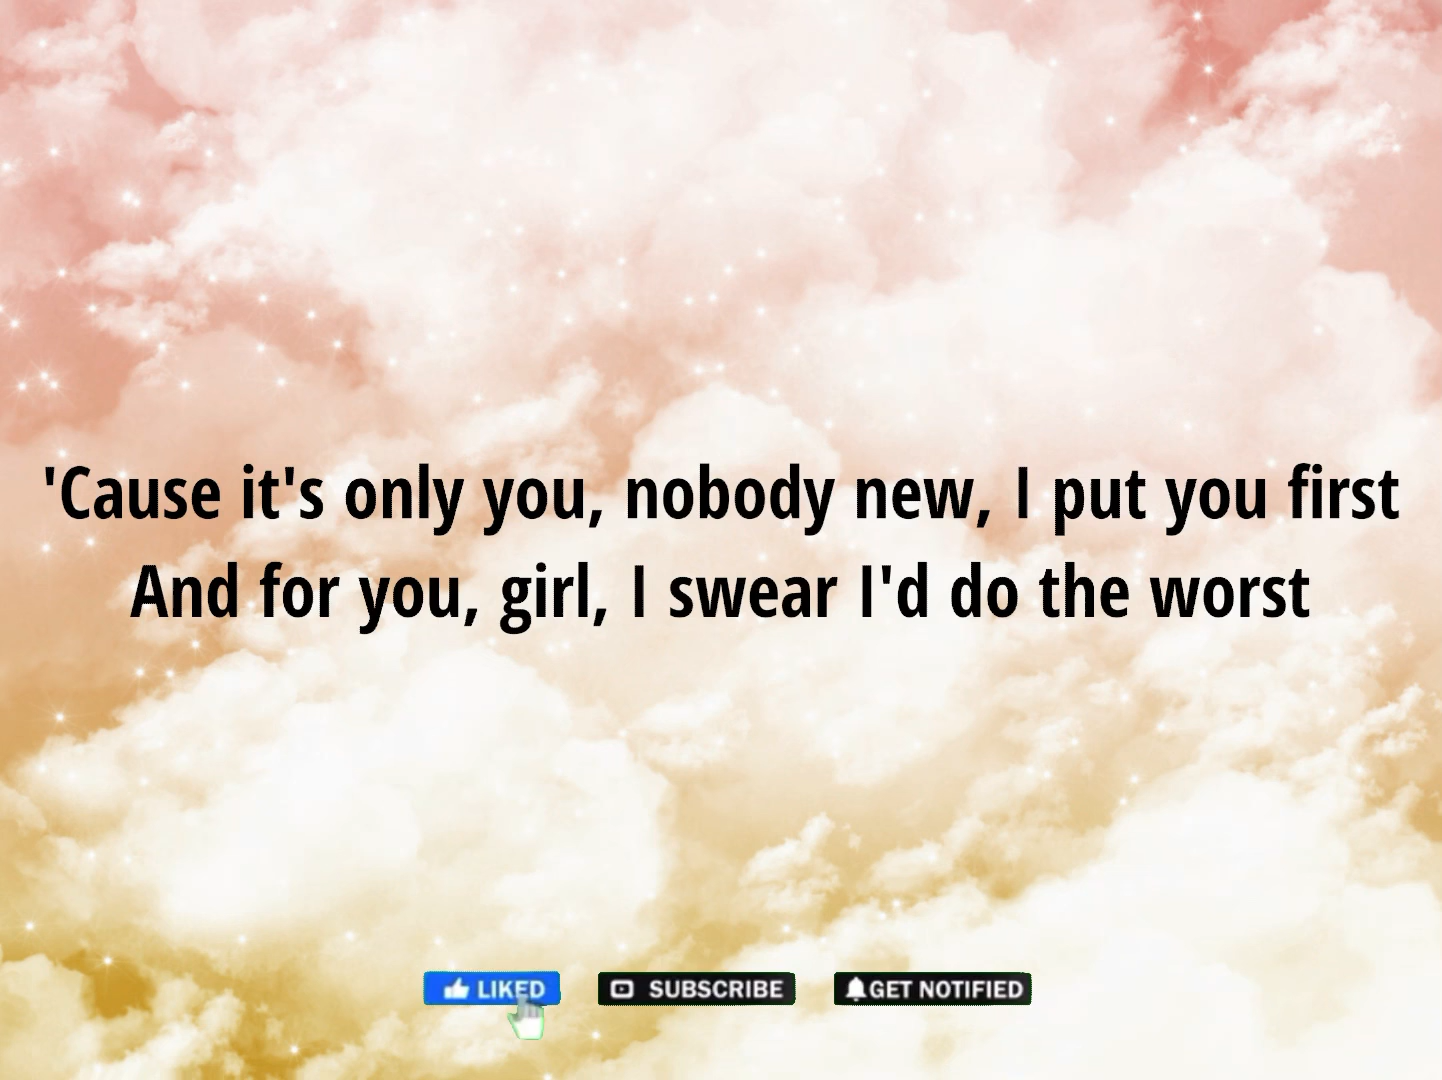 'Cause it's only you, nobody new, I put you first
And for you, girl, I swear I'd do the worst
LIKED SUBSCRIBE GET NOTIFIED